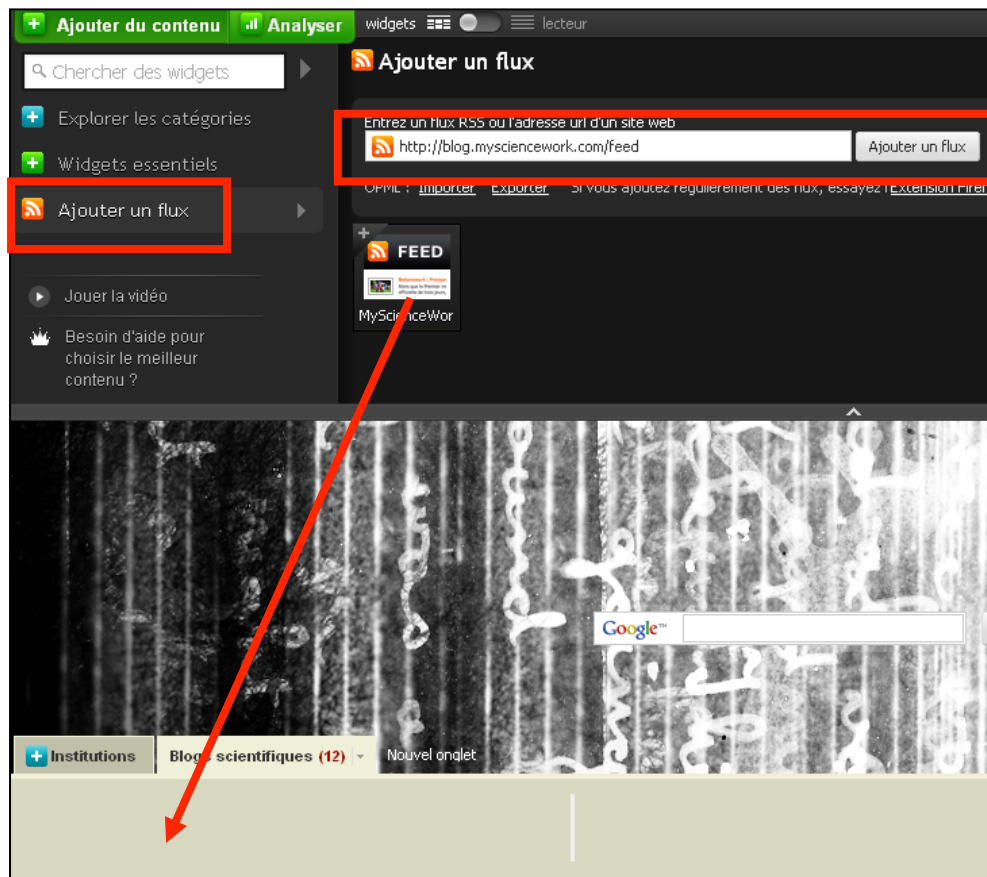 Ajouter du contenu
Analyser
widgets
lecteur
Chercher des widgets
Explorer les catégories
Widgets essentiels
Ajouter un flux
Jouer la vidéo
Besoin d'aide pour
choisir le meilleur
contenu ?
Ajouter un flux
Entrez un flux RSS ou l'adresse url d'un site web
http://blog.mysciencework.com/feed
Ajouter un flux
OPML : Importer Exporter Si vous ajoutez régulièrement des flux, essayez l'Extension
FEED
MyScienceWor
Google™
Institutions
Blogs scientifiques (12)
Nouvel onglet